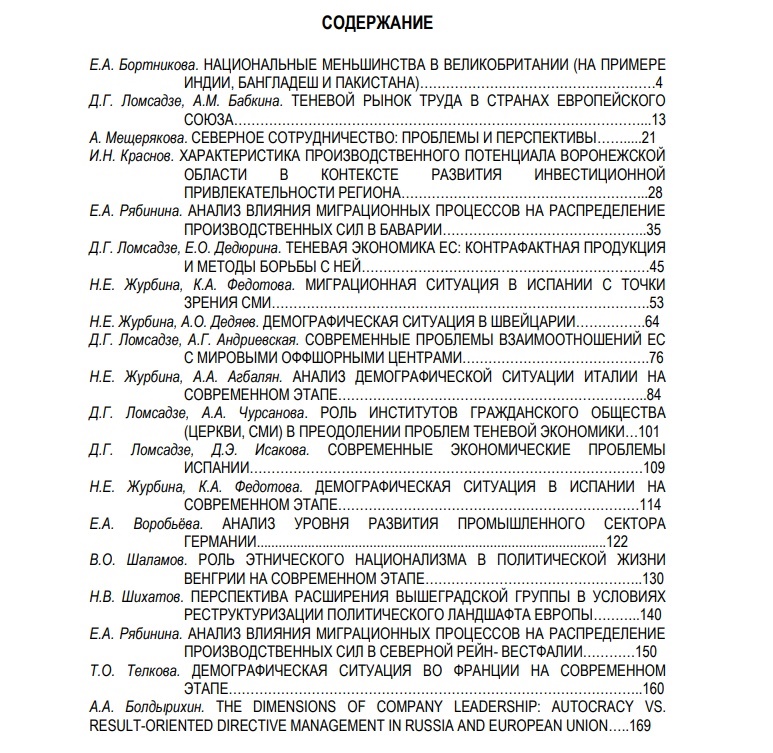 СОДЕРЖАНИЕ
Е.А. Бортникова. НАЦИОНАЛЬНЫЕ МЕНЬШИНСТВА В ВЕЛИКОБРИТАНИИ (НА ПРИМЕРЕ
ИНДИИ, БАНГЛАДЕШ И ПАКИСТАНА)……………………………………………4
Д.Г. Ломсадзе, А.М. Бабкина. ТЕНЕВОЙ РЫНОК ТРУДА В СТРАНАХ ЕВРОПЕЙСКОГО
СОЮЗА……………………………………………………………………………...13
А. Мещерякова. СЕВЕРНОЕ СОТРУДНИЧЕСТВО: ПРОБЛЕМЫ И ПЕРСПЕКТИВЫ……....21
И.Н. Краснов. ХАРАКТЕРИСТИКА ПРОИЗВОДСТВЕННОГО ПОТЕНЦИАЛА ВОРОНЕЖСКОЙ
ОБЛАСТИ В КОНТЕКСТЕ РАЗВИТИЯ ИНВЕСТИЦИОННОЙ
ПРИВЛЕКАТЕЛЬНОСТИ РЕГИОНА……………………………………………...28
Е.А. Рябинина. АНАЛИЗ ВЛИЯНИЯ МИГРАЦИОННЫХ ПРОЦЕССОВ НА РАСПРЕДЕЛЕНИЕ
ПРОИЗВОДСТВЕННЫХ СИЛ В БАВАРИИ……………………………………..35
Д.Г. Ломсадзе, Е.О. Дедюрина. ТЕНЕВАЯ ЭКОНОМИКА ЕС: КОНТРАФАКТНАЯ ПРОДУКЦИЯ
И МЕТОДЫ БОРЬБЫ С НЕЙ……………………………………………………..45
Н.Е. Журбина, К.А. Федотова. МИГРАЦИОННАЯ СИТУАЦИЯ В ИСПАНИИ С ТОЧКИ
ЗРЕНИЯ СМИ……………………………………………………………………..53
Н.Е. Журбина, А.О. Дедяев. ДЕМОГРАФИЧЕСКАЯ СИТУАЦИЯ В ШВЕЙЦАРИИ…………..64
Д.Г. Ломсадзе, А.Г. Андриевская. СОВРЕМЕННЫЕ ПРОБЛЕМЫ ВЗАИМООТНОШЕНИЙ ЕС
С МИРОВЫМИ ОФФШОРНЫМИ ЦЕНТРАМИ…………………………………..76
Н.Е. Журбина, А.А. Агбалян. АНАЛИЗ ДЕМОГРАФИЧЕСКОЙ СИТУАЦИИ ИТАЛИИ НА
СОВРЕМЕННОМ ЭТАПЕ…………………………………………………………..84
Д.Г. Ломсадзе, А.А. Чурсанова. РОЛЬ ИНСТИТУТОВ ГРАЖДАНСКОГО ОБЩЕСТВА
(ЦЕРКВИ, СМИ) В ПРЕОДОЛЕНИИ ПРОБЛЕМ ТЕНЕВОЙ ЭКОНОМИКИ…101
Д.Г. Ломсадзе, Д.Э. Исакова. СОВРЕМЕННЫЕ ЭКОНОМИЧЕСКИЕ ПРОБЛЕМЫ
ИСПАНИИ…………………………………………………………………………109
Н.Е. Журбина, К.А. Федотова. ДЕМОГРАФИЧЕСКАЯ СИТУАЦИЯ В ИСПАНИИ НА
СОВРЕМЕННОМ ЭТАПЕ…………………………………………………………114
Е.А. Воробьёва. АНАЛИЗ УРОВНЯ РАЗВИТИЯ ПРОМЫШЛЕННОГО СЕКТОРА
ГЕРМАНИИ..............................................................................................122
В.О. Шаламов. РОЛЬ ЭТНИЧЕСКОГО НАЦИОНАЛИЗМА В ПОЛИТИЧЕСКОЙ ЖИЗНИ
ВЕНГРИИ НА СОВРЕМЕННОМ ЭТАПЕ………………………………………..130
Н.В. Шихатов. ПЕРСПЕКТИВА РАСШИРЕНИЯ ВЫШЕГРАДСКОЙ ГРУППЫ В УСЛОВИЯХ
РЕСТРУКТУРИЗАЦИИ ПОЛИТИЧЕСКОГО ЛАНДШАФТА ЕВРОПЫ………..140
Е.А. Рябинина. АНАЛИЗ ВЛИЯНИЯ МИГРАЦИОННЫХ ПРОЦЕССОВ НА РАСПРЕДЕЛЕНИЕ
ПРОИЗВОДСТВЕННЫХ СИЛ В СЕВЕРНОЙ РЕЙН- ВЕСТФАЛИИ……………..150
Т.О. Телкова. ДЕМОГРАФИЧЕСКАЯ СИТУАЦИЯ ВО ФРАНЦИИ НА СОВРЕМЕННОМ
ЭТАПЕ……………………………………………………………………………..160
А.А. Болдырихин. THE DIMENSIONS OF COMPANY LEADERSHIP: AUTOCRACY VS.
RESULT-ORIENTED DIRECTIVE MANAGEMENT IN RUSSIA AND EUROPEAN UNION…..169